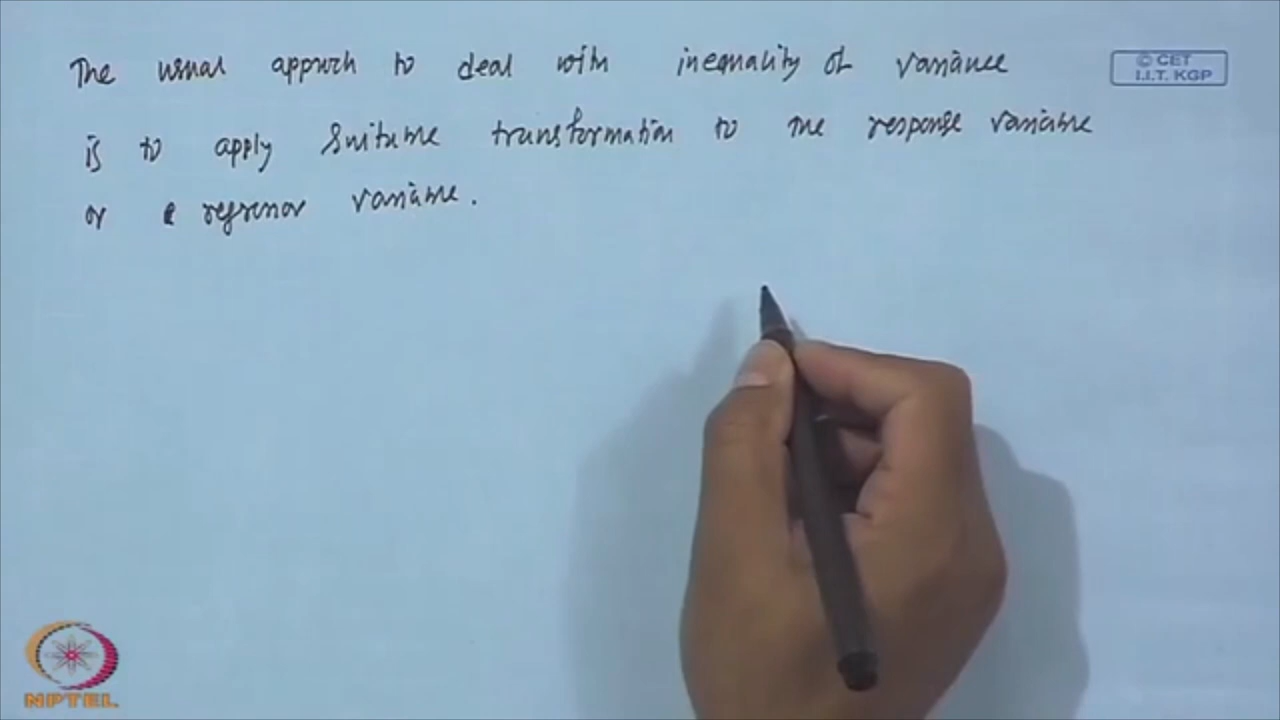 The usual approch to deal with inequality of variance
© CET
I.I.T. KGP
is to apply suitable transformation to the response variable
or regressor variable.
NPTEL